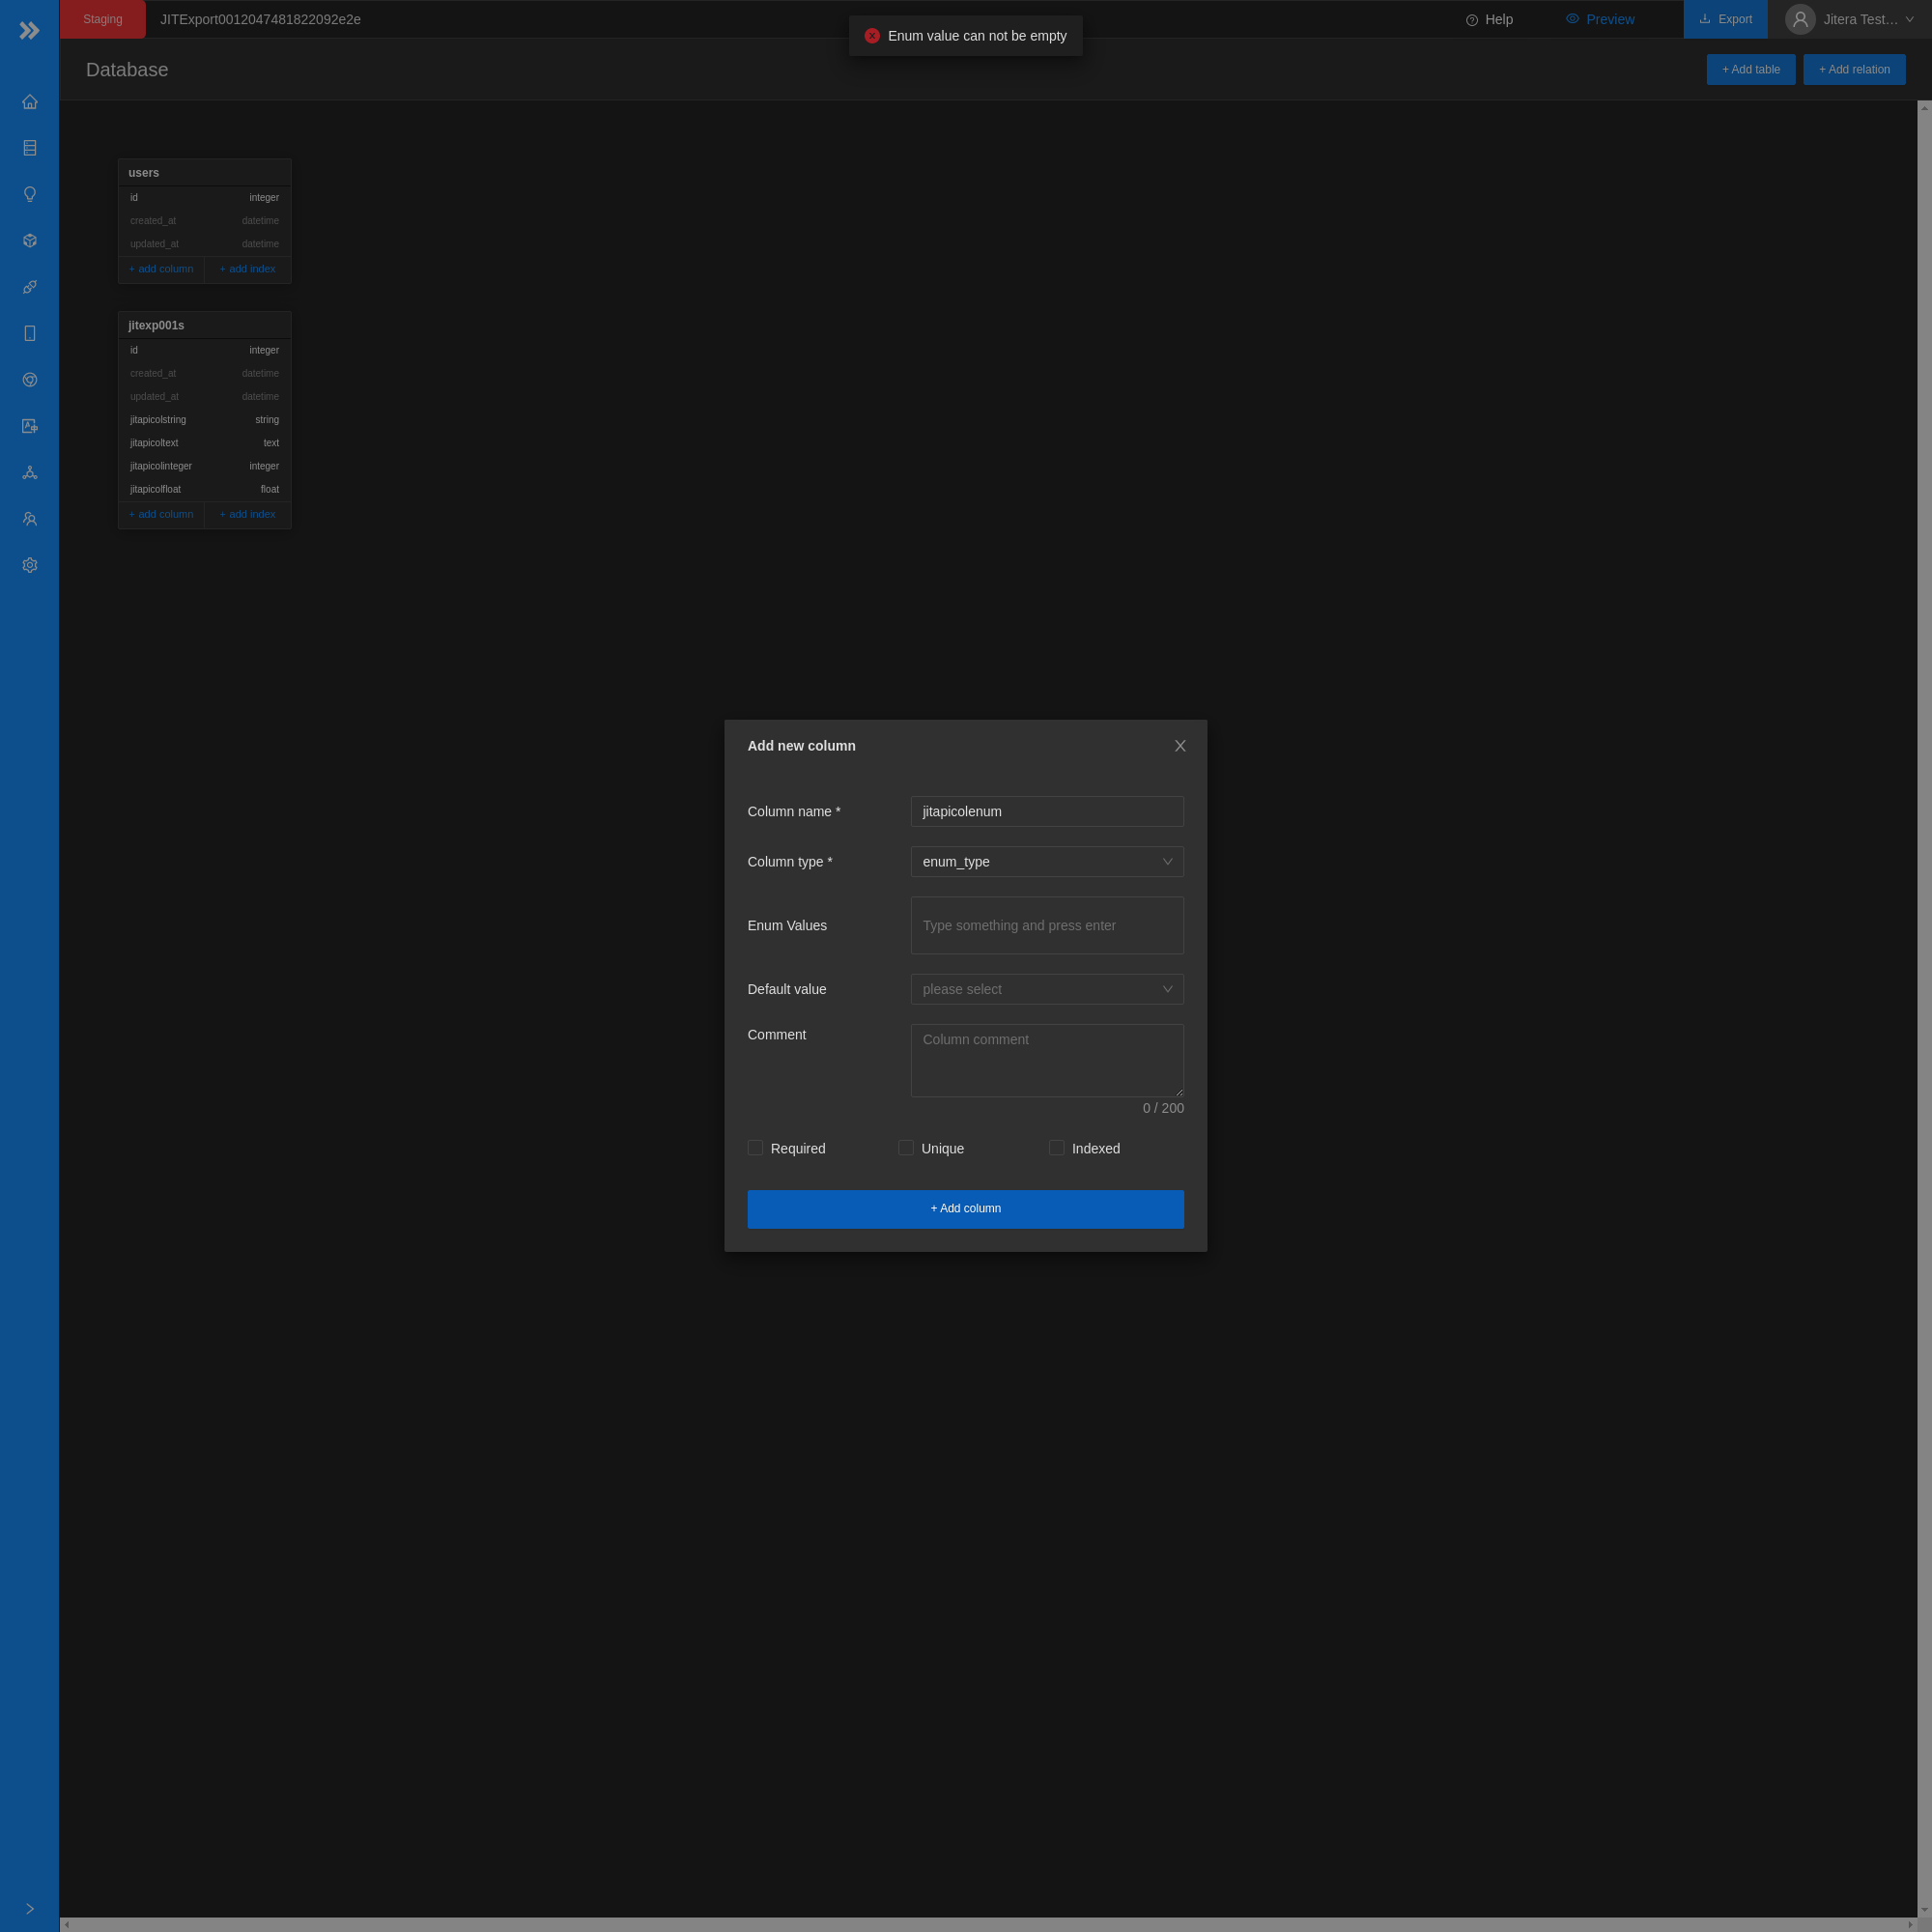 Staging
JITExport0012047481822092e2e
Enum value can not be empty
Help
Preview
Export
Jitera Test…
Database
+ Add table
+ Add relation
users
id integer
created_at datetime
updated_at datetime
+ add column + add index
jitexp001s
id integer
created_at datetime
updated_at datetime
jitapicolstring string
jitapicoltext text
jitapicolinteger integer
jitapicolfloat float
+ add column + add index
Add new column
Column name * jitapicolenum
Column type * enum_type
Enum Values Type something and press enter
Default value please select
Comment Column comment
0 / 200
Required Unique Indexed
+ Add column